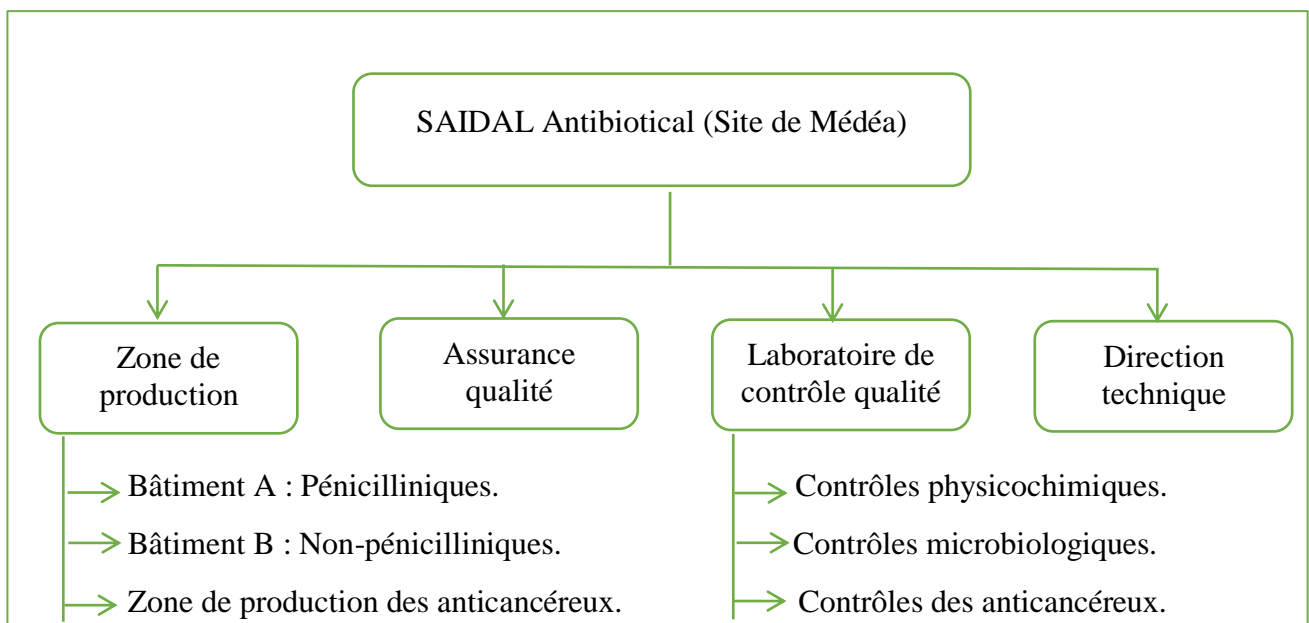 SAIDAL Antibiotical (Site de Médéa)
Zone de
production
Assurance
qualité
Laboratoire de
contrôle qualité
Direction
technique
Bâtiment A : Pénicilliniques.
Bâtiment B : Non-pénicilliniques.
Zone de production des anticancéreux.
Contrôles physicochimiques.
Contrôles microbiologiques.
Contrôles des anticancéreux.